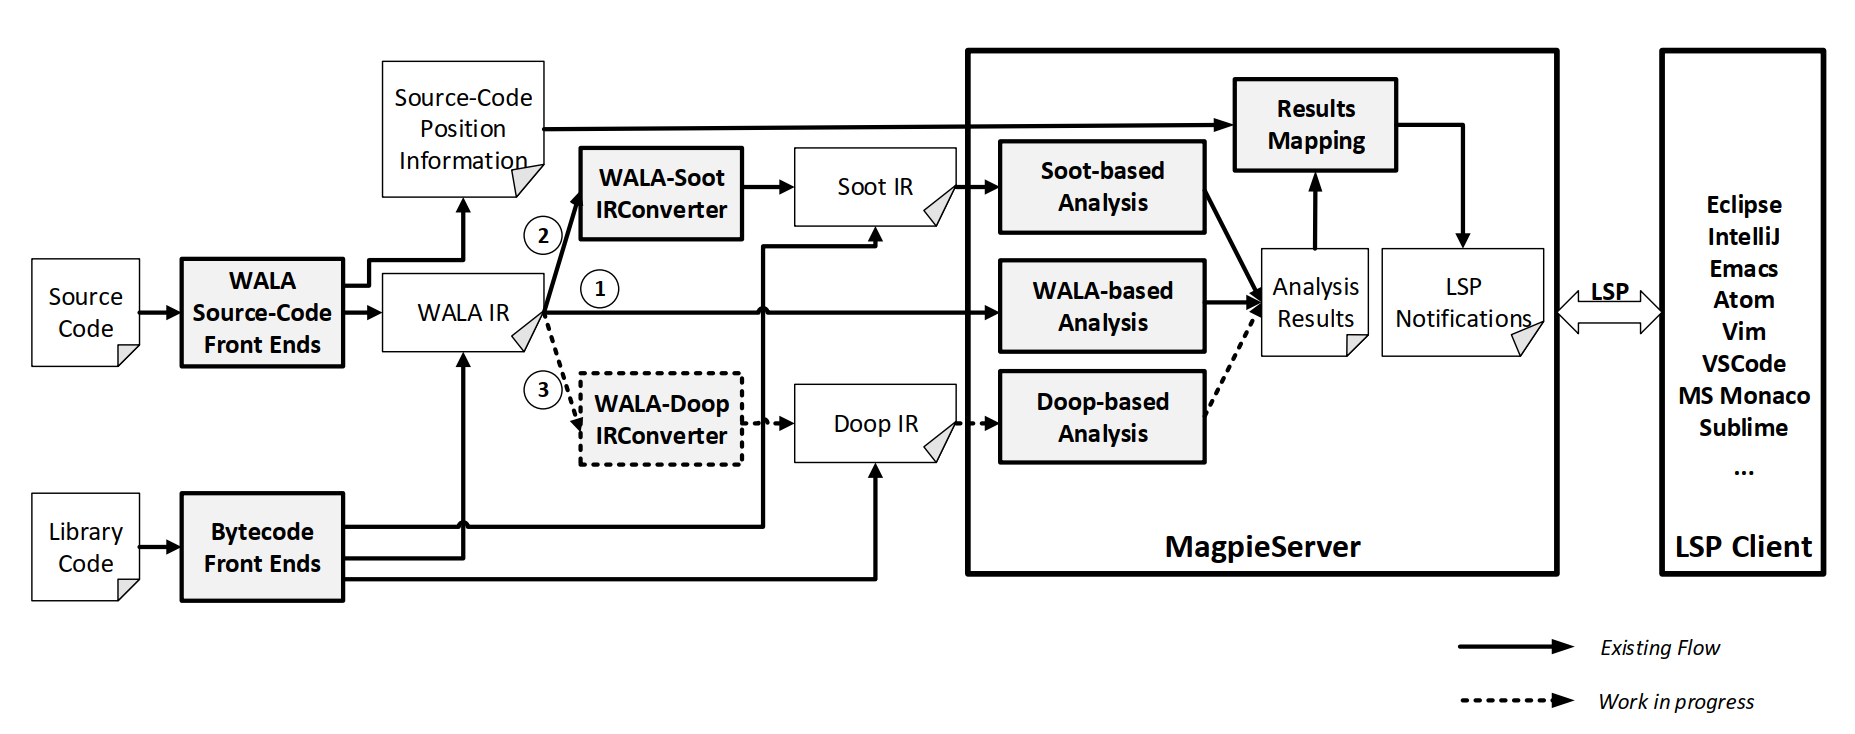 Source-Code
Position
Information
Results
Mapping
WALA-Soot
IRConverter
Soot IR
Soot-based
Analysis
2
Source
Code
WALA
Source-Code
Front Ends
WALA IR
1
WALA-based
Analysis
Analysis
Results
LSP
Notifications
LSP
Eclipse
IntelliJ
Emacs
Atom
Vim
VSCode
MS Monaco
Sublime
...
3
WALA-Doop
IRConverter
Doop IR
Doop-based
Analysis
Library
Code
Bytecode
Front Ends
MagpieServer
LSP Client
Existing Flow
Work in progress